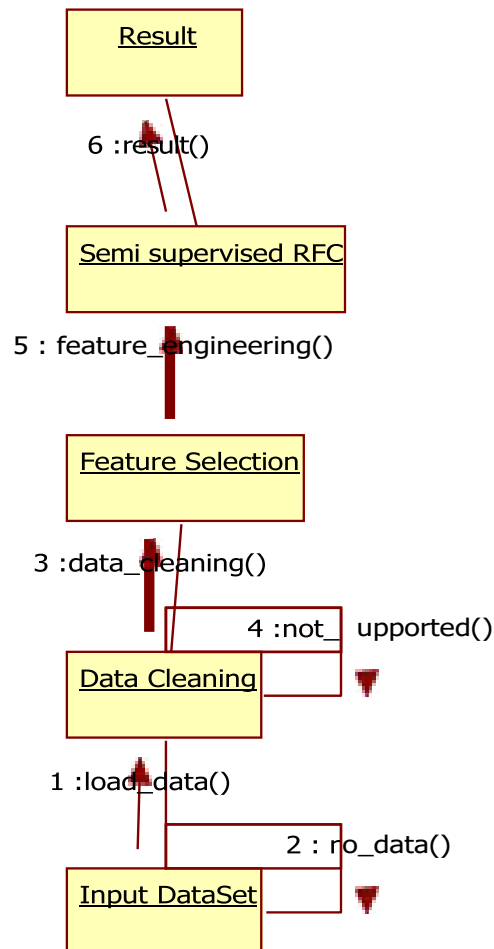 Result
6 :result()
Semi supervised RFC
5 : feature_engineering()
Feature Selection
3 :data_cleaning()
4 :not_ upported()
Data Cleaning
1 :load_data()
2 : ro_data()
Input DataSet